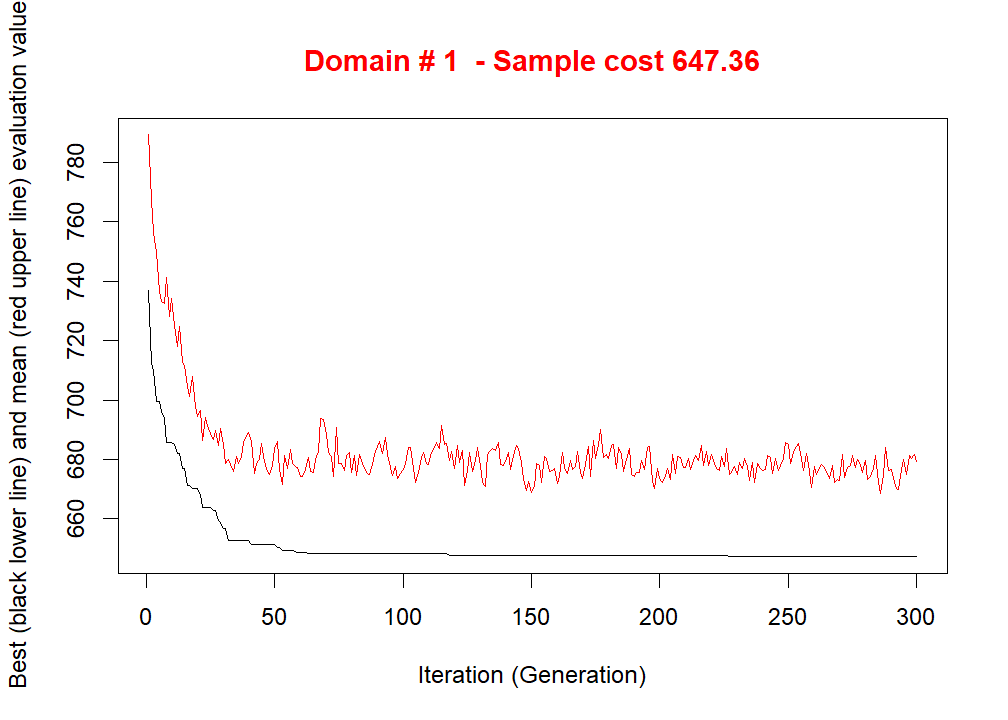 Domain # 1  - Sample cost 647.36
Best (black lower line) and mean (red upper line) evaluation value
780
760
740
720
700
680
660
0 50 100 150 200 250 300
Iteration (Generation)